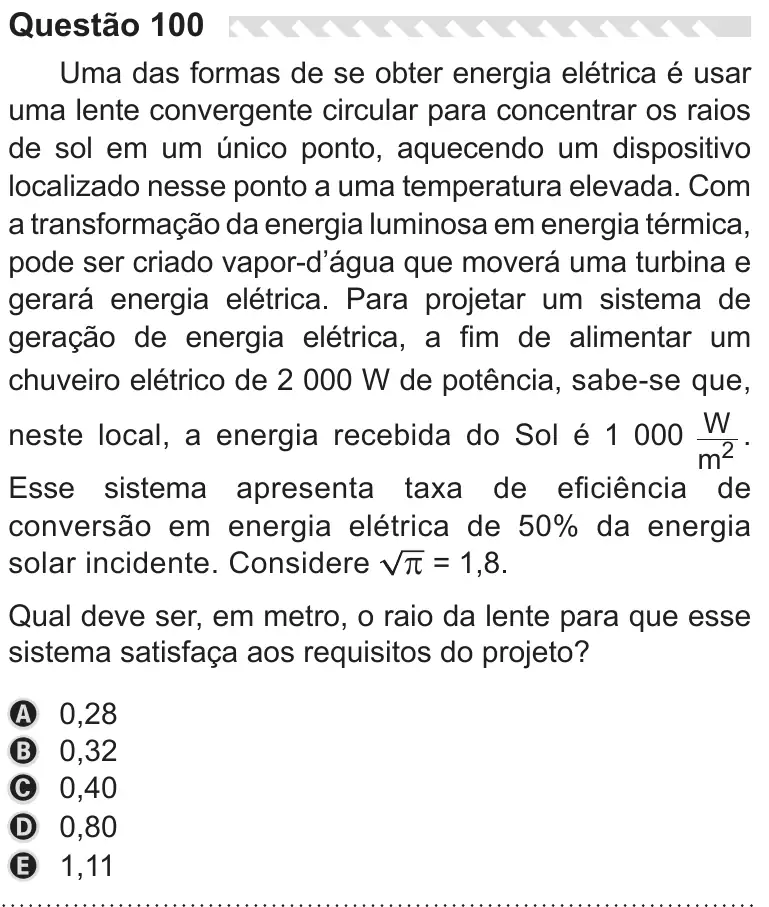 Questão 100
Uma das formas de se obter energia elétrica é usar
uma lente convergente circular para concentrar os raios
de sol em um único ponto, aquecendo um dispositivo
localizado nesse ponto a uma temperatura elevada. Com
a transformação da energia luminosa em energia térmica,
pode ser criado vapor-d’água que moverá uma turbina e
gerará energia elétrica. Para projetar um sistema de
geração de energia elétrica, a fim de alimentar um
chuveiro elétrico de 2 000 W de potência, sabe-se que,
neste local, a energia recebida do Sol é 1 000 W/m².
Esse sistema apresenta taxa de eficiência de
conversão em energia elétrica de 50% da energia
solar incidente. Considere √π = 1,8.
Qual deve ser, em metro, o raio da lente para que esse
sistema satisfaça aos requisitos do projeto?
A 0,28
B 0,32
C 0,40
D 0,80
E 1,11